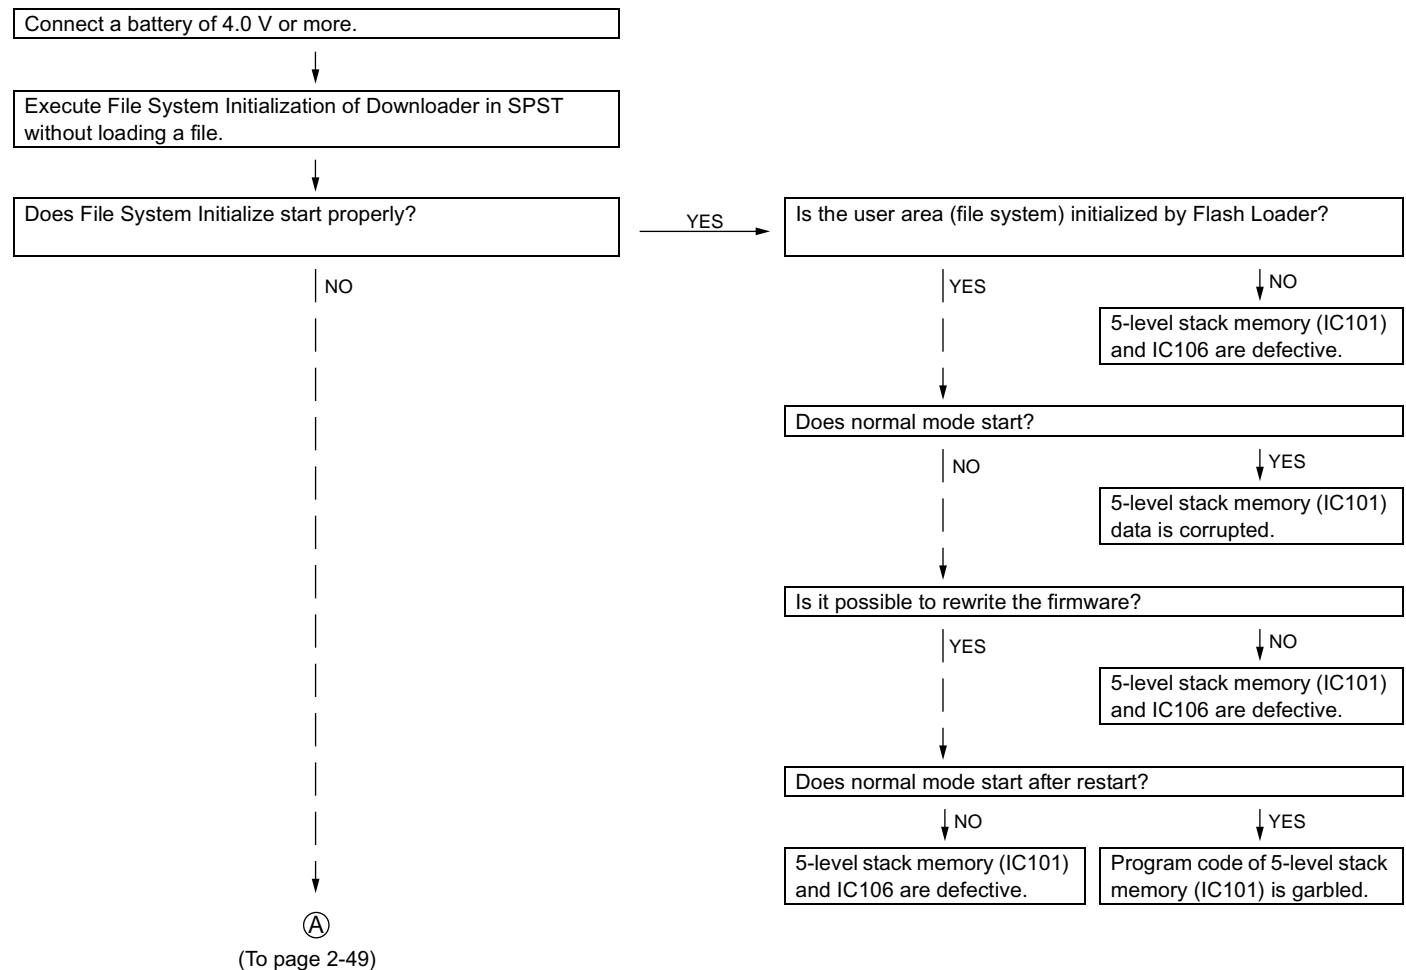 Connect a battery of 4.0 V or more.
Execute File System Initialization of Downloader in SPST
without loading a file.
Does File System Initialize start properly?
YES
Is the user area (file system) initialized by Flash Loader?
NO
YES
NO
5-level stack memory (IC101)
and IC106 are defective.
Does normal mode start?
NO
YES
5-level stack memory (IC101)
data is corrupted.
Is it possible to rewrite the firmware?
YES
NO
5-level stack memory (IC101)
and IC106 are defective.
Does normal mode start after restart?
NO
YES
5-level stack memory (IC101)
and IC106 are defective.
Program code of 5-level stack
memory (IC101) is garbled.
A
(To page 2-49)